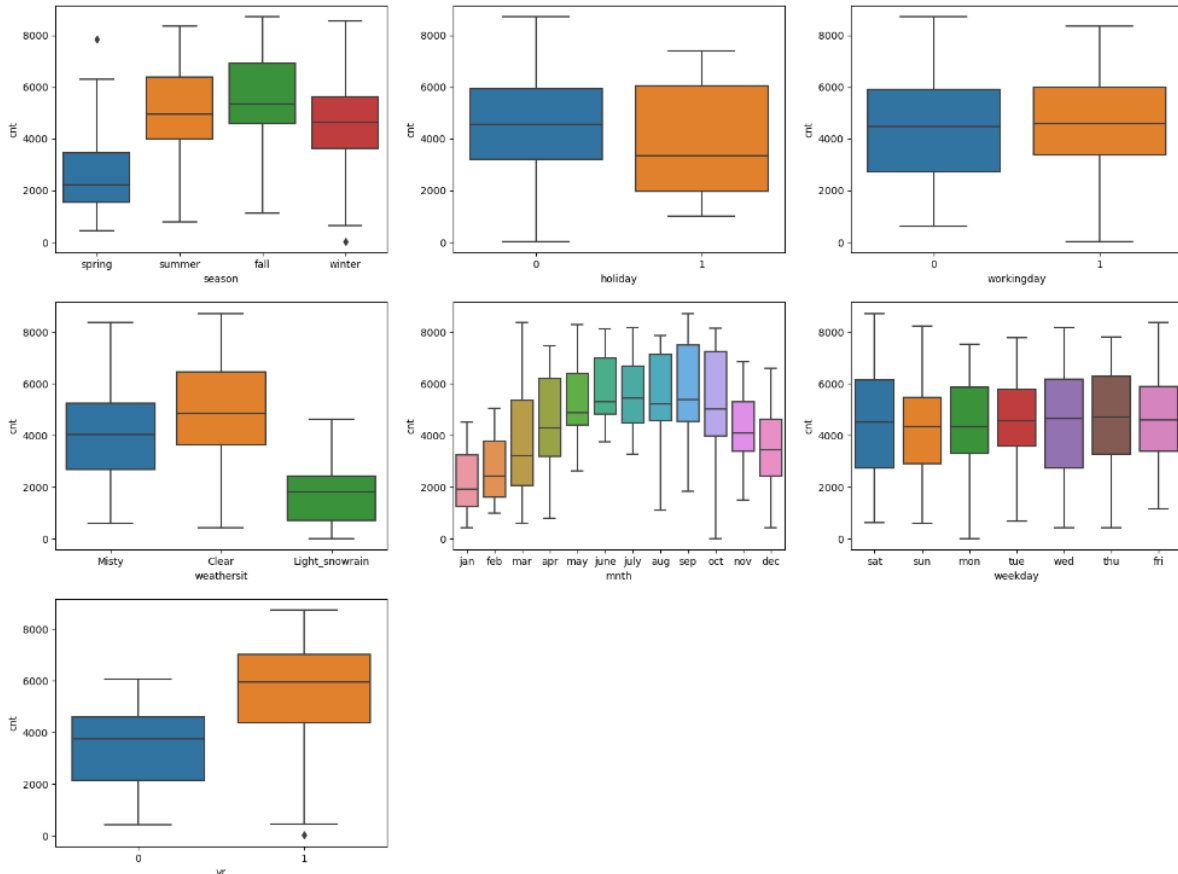 8000
6000
4000
2000
0
cnt
spring summer fall winter
season
8000
6000
4000
2000
0
cnt
0 1
holiday
8000
6000
4000
2000
0
cnt
0 1
workingday
8000
6000
4000
2000
0
cnt
Misty Clear Light_snowrain
weathersit
8000
6000
4000
2000
0
cnt
jan feb mar apr may june july aug sep oct nov dec
mnth
8000
6000
4000
2000
0
cnt
sat sun mon tue wed thu fri
weekday
8000
6000
4000
2000
0
cnt
0 1
yr